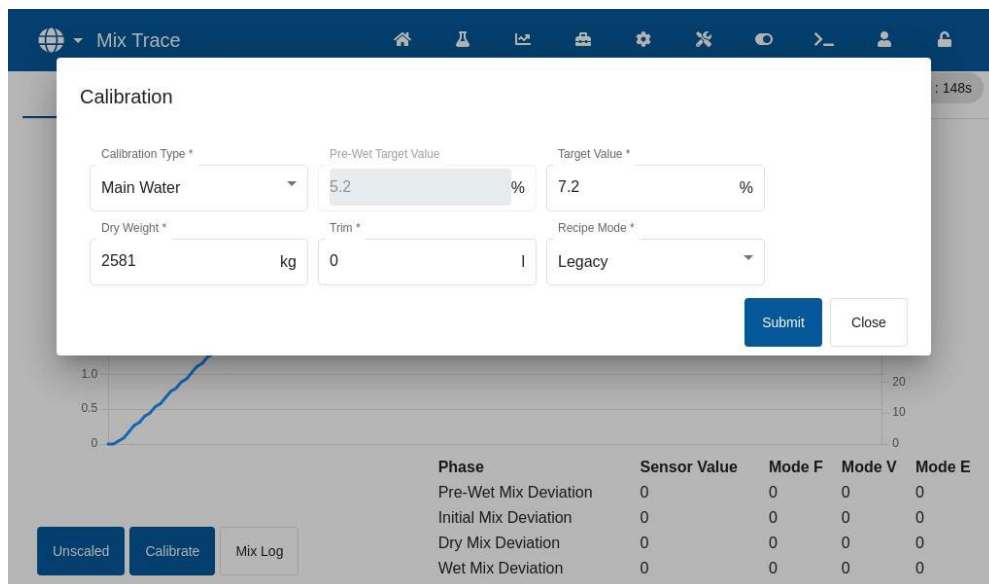 Mix Trace
: 148s
Calibration
Calibration Type * Pre-Wet Target Value Target Value *
Main Water 5.2 % 7.2 %
Dry Weight * Trim * Recipe Mode *
2581 kg 0 l Legacy
Submit Close
1.0 20
0.5 10
0 0
Phase Sensor Value Mode F Mode V Mode E
Pre-Wet Mix Deviation 0 0 0 0
Initial Mix Deviation 0 0 0 0
Dry Mix Deviation 0 0 0 0
Wet Mix Deviation 0 0 0 0
Unscaled Calibrate Mix Log